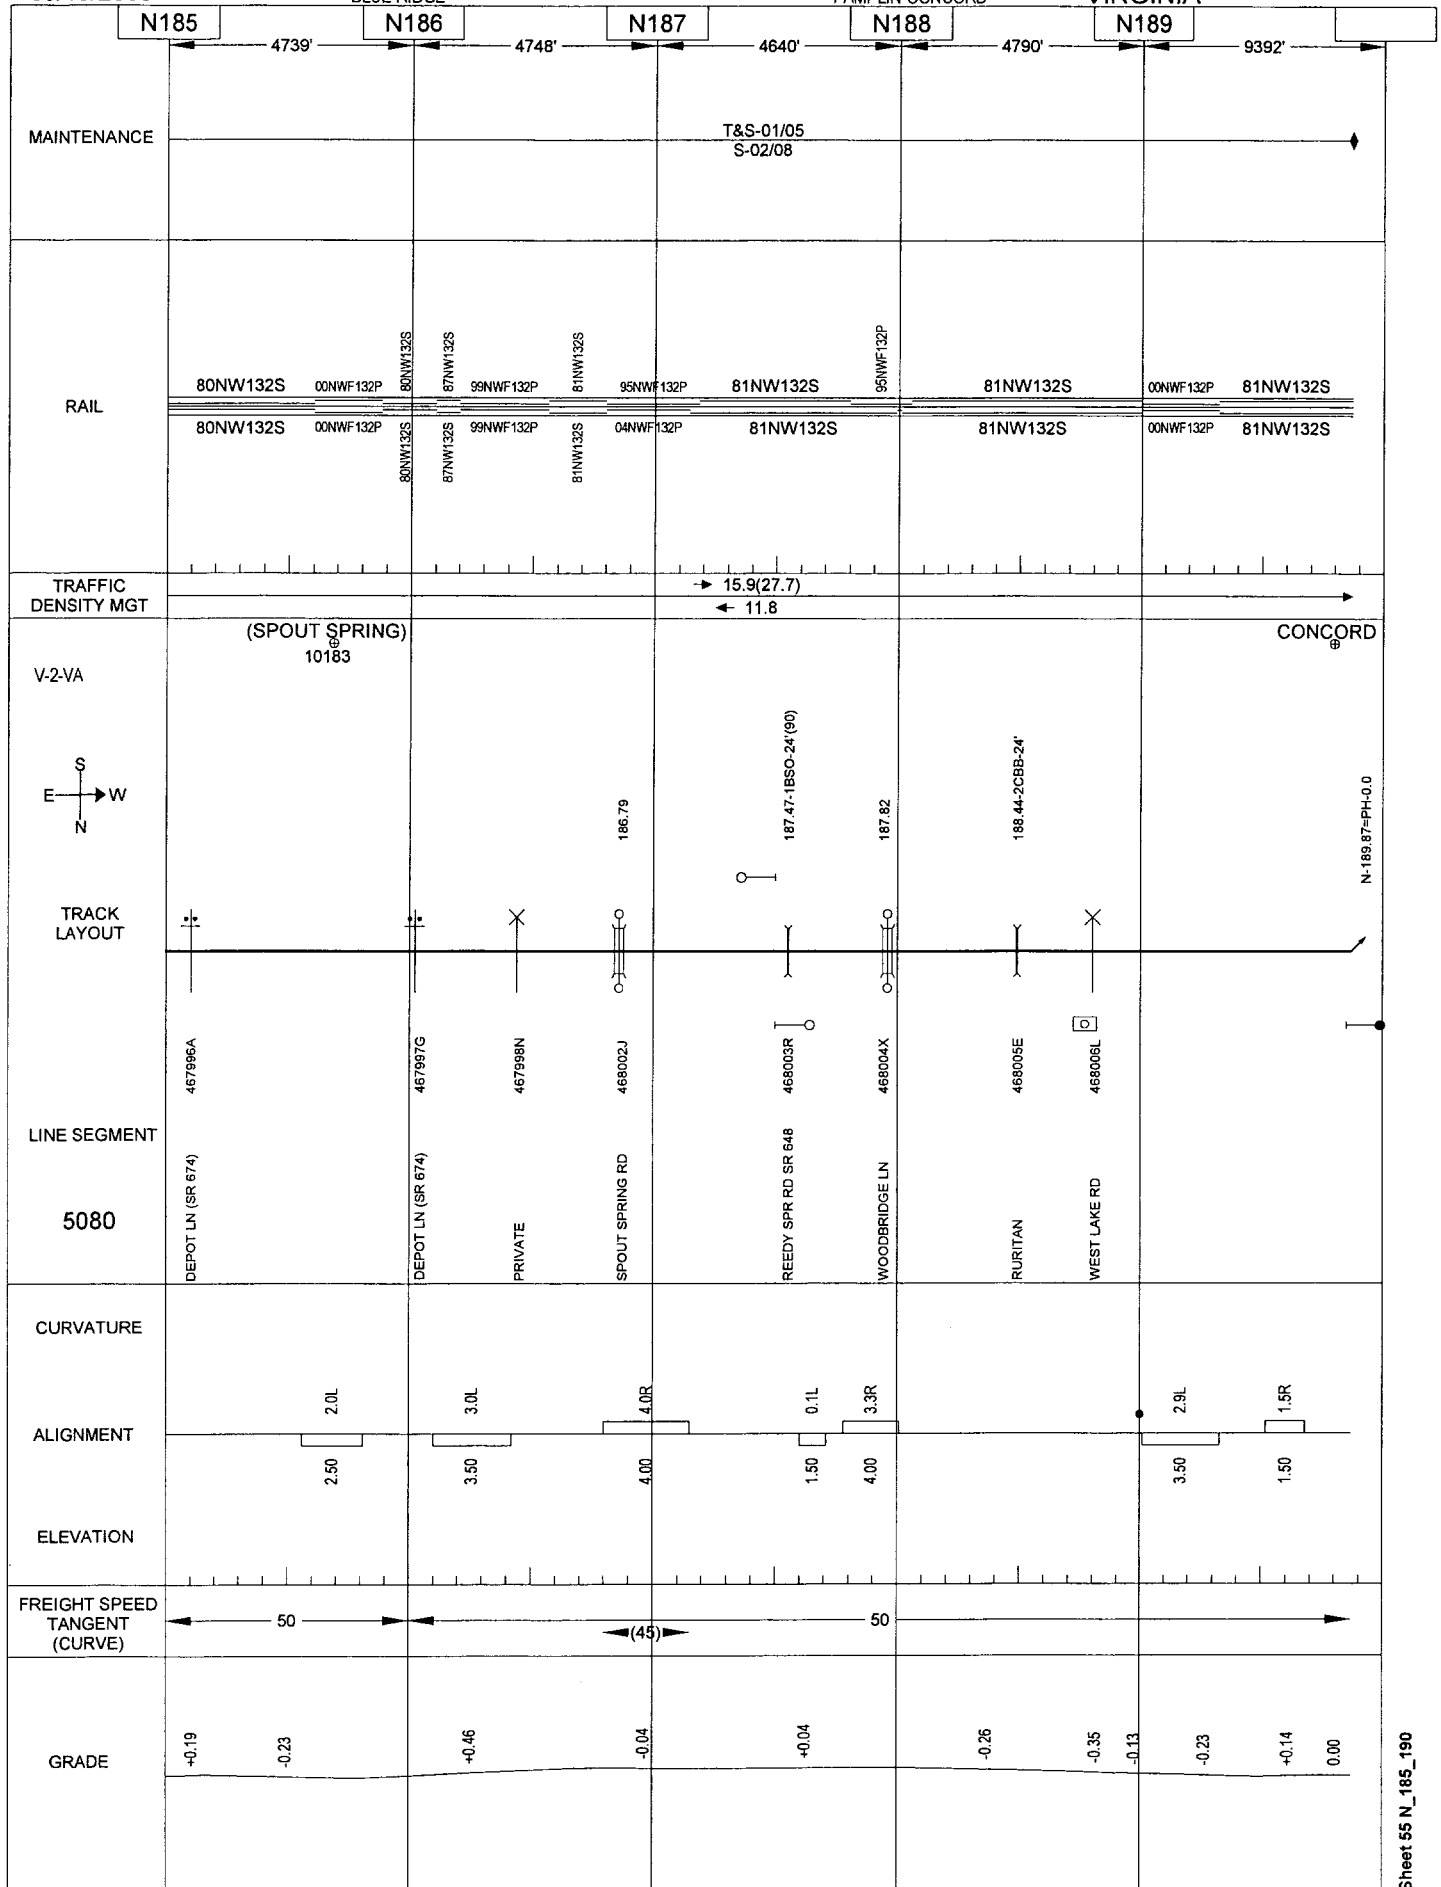 BLUE RIDGE PAMPLIN-CONCORD VIRGINIA
N185 N186 N187 N188 N189
4739' 4748' 4640' 4790' 9392'
MAINTENANCE
T&S-01/05
S-02/08
RAIL
80NW132S 00NWF132P 80NW132S 87NW132S 99NWF132P 81NW132S 95NWF132P 81NW132S 95NWF132P 81NW132S 00NWF132P 81NW132S
80NW132S 00NWF132P 80NW132S 87NW132S 99NWF132P 81NW132S 04NWF132P 81NW132S 81NW132S 00NWF132P 81NW132S
TRAFFIC
DENSITY MGT
→ 15.9(27.7)
← 11.8
(SPOUT SPRING) CONCORD
10183
V-2-VA
S
E W
N
186.79 187.47-1BSO-24'(90) 187.82 188.44-2CBB-24' N-189.87=PH-0.0
TRACK
LAYOUT
467996A 467997G 467998N 468002J 468003R 468004X 468005E 468006L
LINE SEGMENT
5080
DEPOT LN (SR 674) DEPOT LN (SR 674) PRIVATE SPOUT SPRING RD REEDY SPR RD SR 648 WOODBRIDGE LN RURITAN WEST LAKE RD
CURVATURE
2.0L 3.0L 4.0R 0.1L 3.3R 2.9L 1.5R
ALIGNMENT
2.50 3.50 4.00 1.50 4.00 3.50 1.50
ELEVATION
FREIGHT SPEED
TANGENT
(CURVE)
50 50
(45)
GRADE
+0.19 -0.23 +0.46 -0.04 +0.04 -0.26 -0.35 -0.13 -0.23 +0.14 0.00
Sheet 55 N_185_190